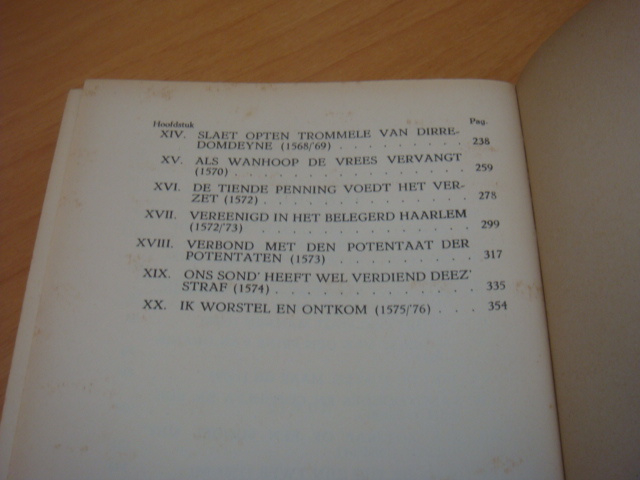 Hoofdstuk Pag.
XIV. SLAET OPTEN TROMMELE VAN DIRRE-
DOMDEYNE (1568/'69) . . . . . . . . . 238
XV. ALS WANHOOP DE VREES VERVANGT
(1570) . . . . . . . . . . . . . . 259
XVI. DE TIENDE PENNING VOEDT HET VER-
ZET (1572) . . . . . . . . . . . . . 278
XVII. VEREENIGD IN HET BELEGERD HAARLEM
(1572/'73) . . . . . . . . . . . . . 299
XVIII. VERBOND MET DEN POTENTAAT DER
POTENTATEN (1573) . . . . . . . . . 317
XIX. ONS SOND' HEEFT WEL VERDIEND DEEZ'
STRAF (1574) . . . . . . . . . . . . 335
XX. IK WORSTEL EN ONTKOM (1575/'76) . . . 354